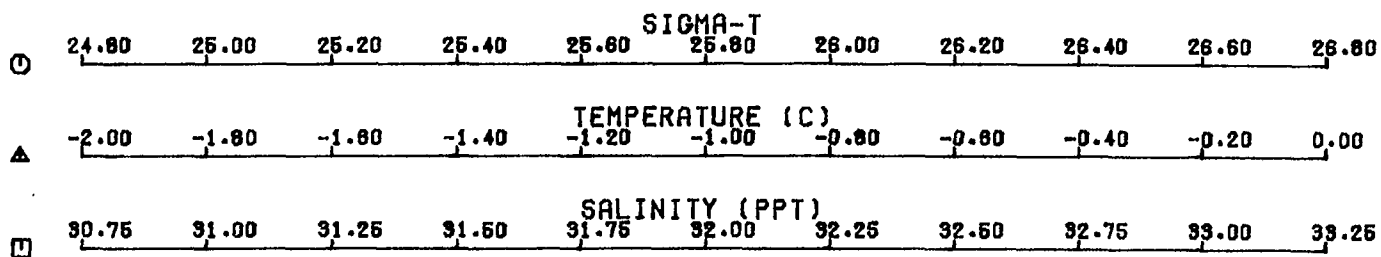 SIGMA-T
24.80 25.00 25.20 25.40 25.60 25.80 26.00 26.20 26.40 26.60 26.80
TEMPERATURE (C)
-2.00 -1.80 -1.60 -1.40 -1.20 -1.00 -0.80 -0.60 -0.40 -0.20 0.00
SALINITY (PPT)
30.75 31.00 31.25 31.50 31.75 32.00 32.25 32.50 32.75 33.00 33.25